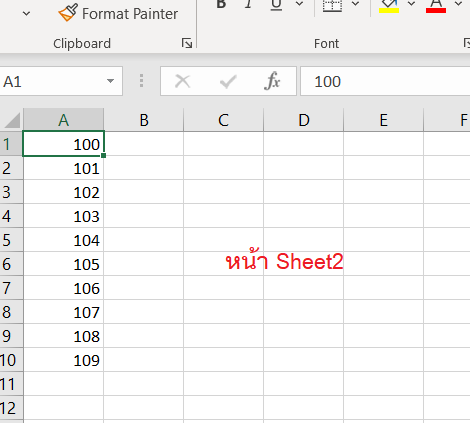 Format Painter
B I U A
Clipboard
Font
A1
fx
100
A B C D E F
1 100
2 101
3 102
4 103
5 104
6 105
หน้า Sheet2
7 106
8 107
9 108
10 109
11
12